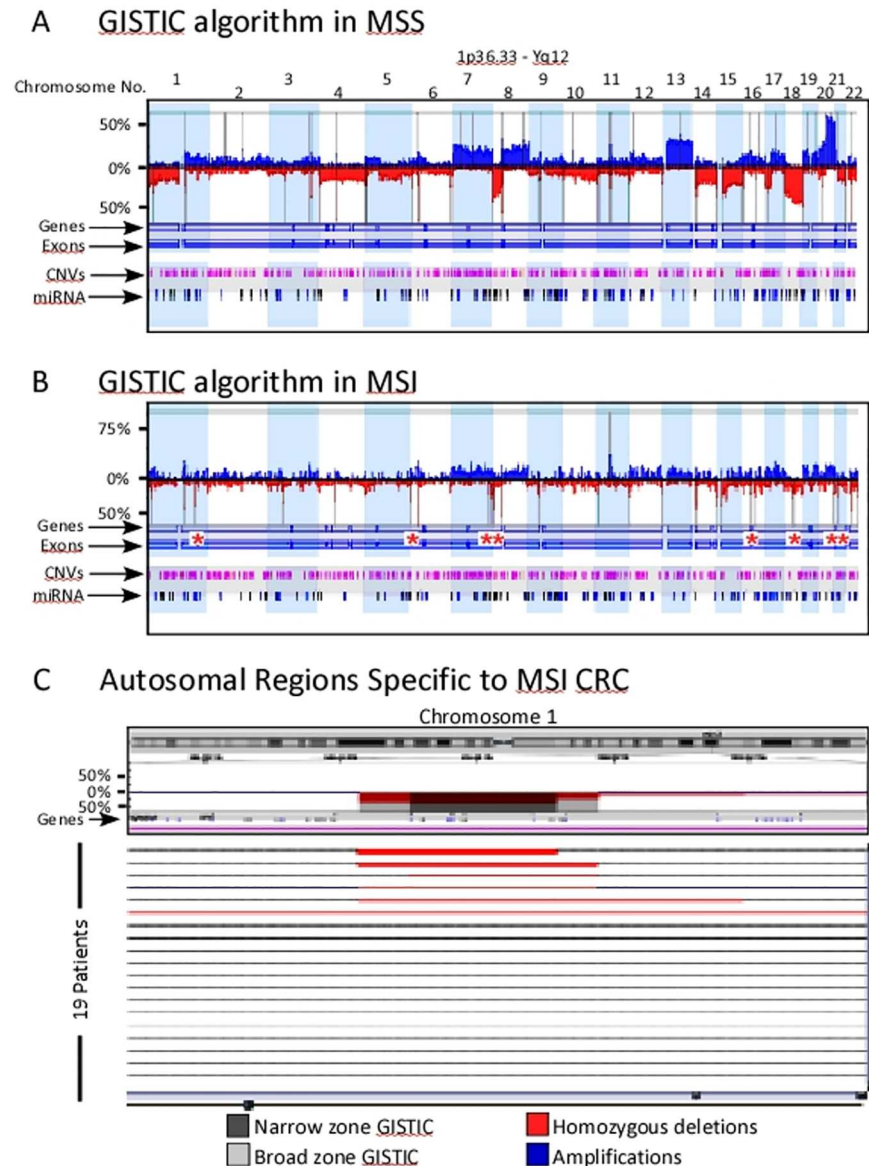 A GISTIC algorithm in MSS
1p36.33 - Yq12
Chromosome No. 1 2 3 4 5 6 7 8 9 10 11 12 13 14 15 16 17 18 19 20 21 22
50%
0%
50%
Genes
Exons
CNVs
miRNA
B GISTIC algorithm in MSI
75%
0%
50%
Genes
Exons
* * ** * * **
CNVs
miRNA
C Autosomal Regions Specific to MSI CRC
Chromosome 1
50%
0%
50%
Genes
19 Patients
Narrow zone GISTIC
Homozygous deletions
Broad zone GISTIC
Amplifications